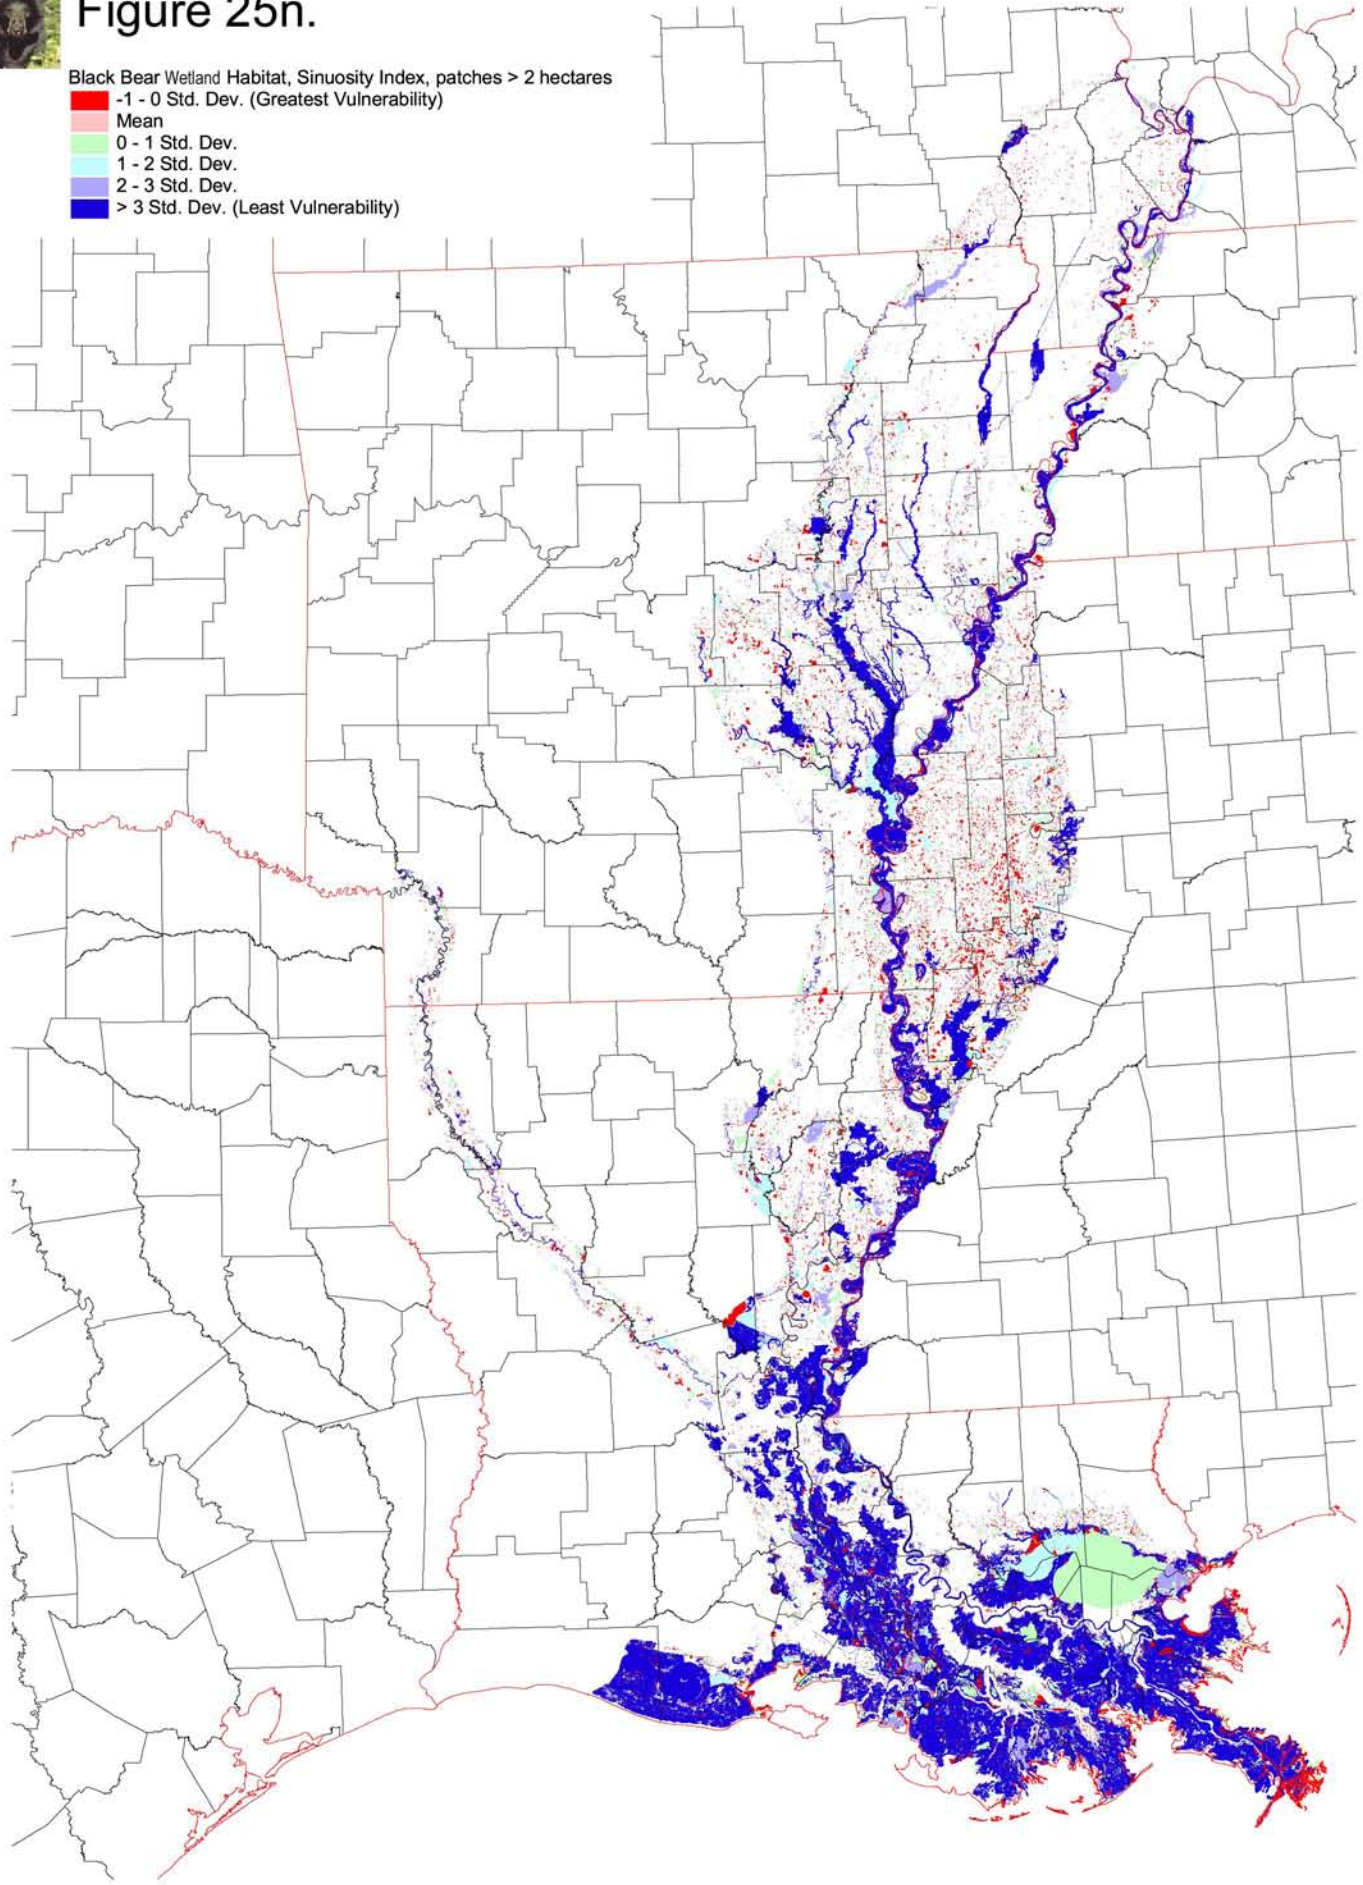 Figure 25n.
Black Bear Wetland Habitat, Sinuosity Index, patches > 2 hectares
-1 - 0 Std. Dev. (Greatest Vulnerability)
Mean
0 - 1 Std. Dev.
1 - 2 Std. Dev.
2 - 3 Std. Dev.
> 3 Std. Dev. (Least Vulnerability)